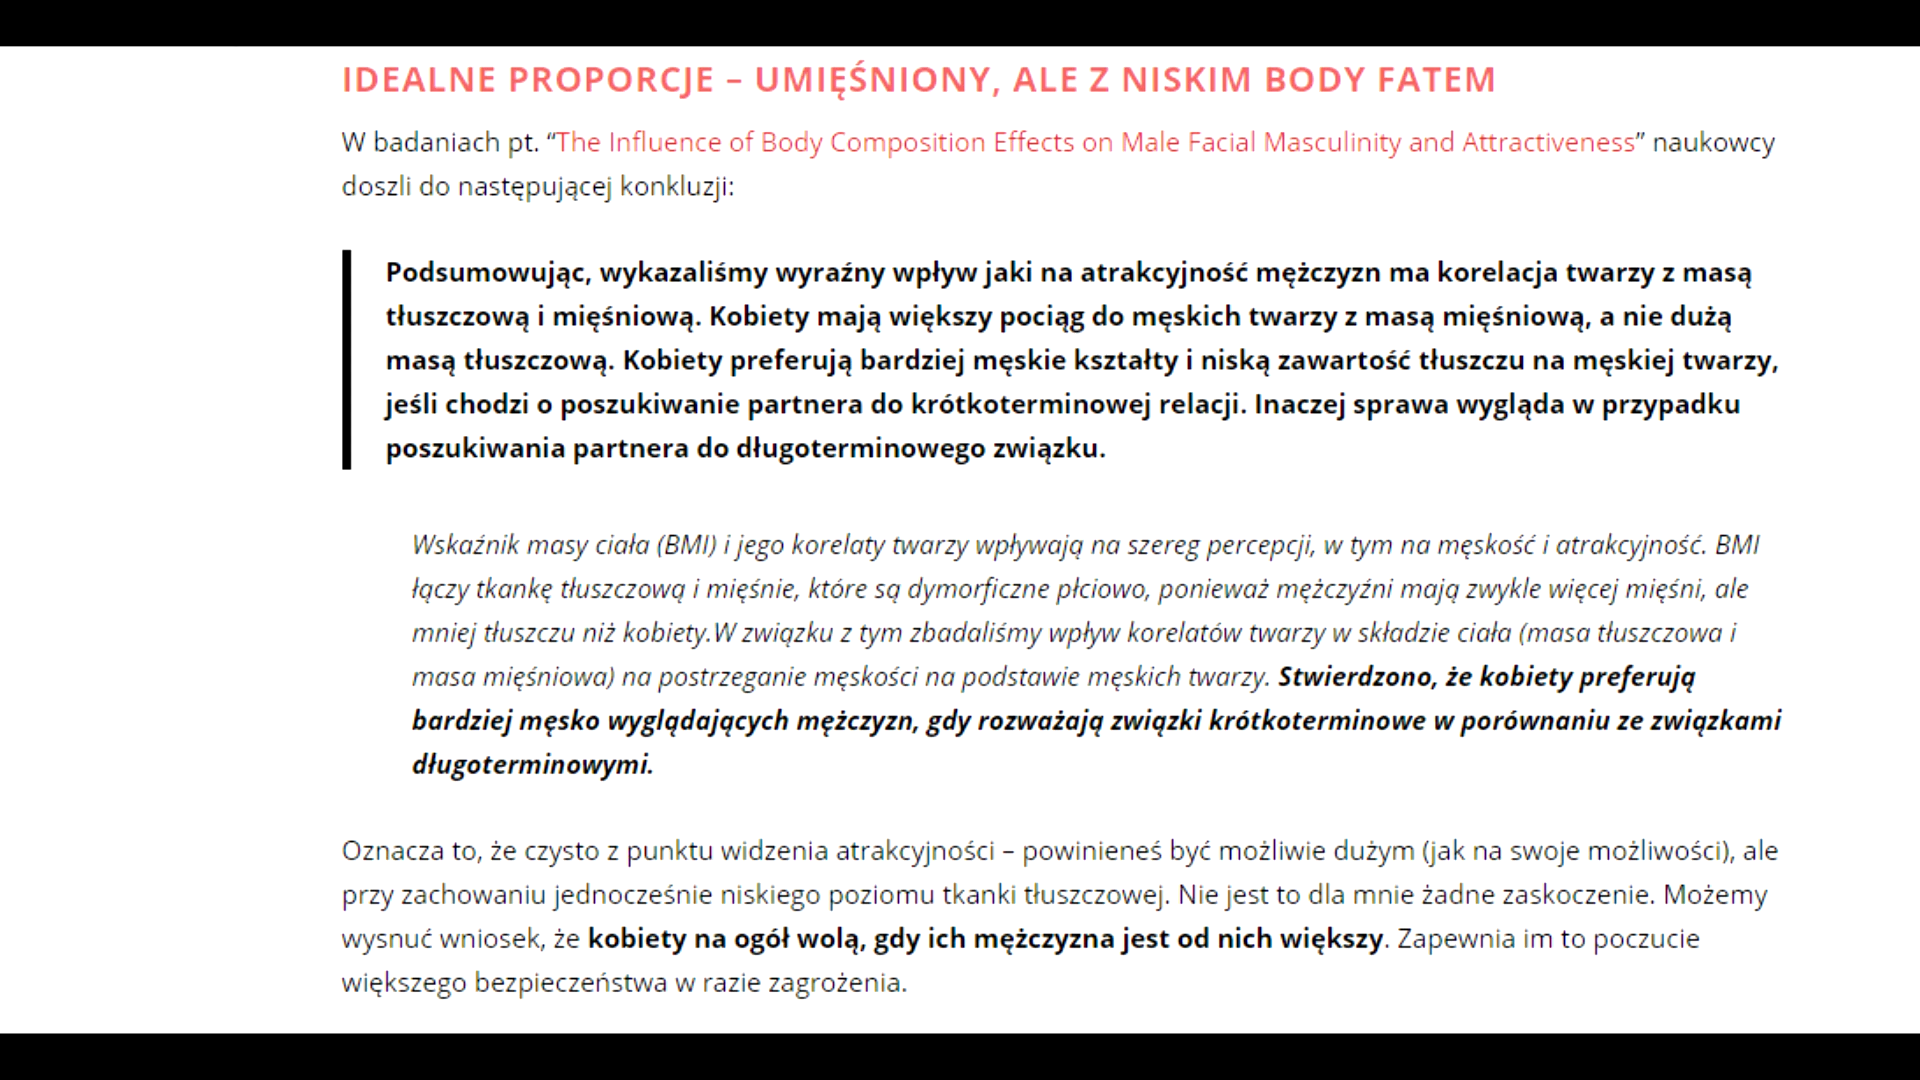 IDEALNE PROPORCJE – UMIĘŚNIONY, ALE Z NISKIM BODY FATEM
W badaniach pt. “The Influence of Body Composition Effects on Male Facial Masculinity and Attractiveness” naukowcy
doszli do następującej konkluzji:
Podsumowując, wykazaliśmy wyraźny wpływ jaki na atrakcyjność mężczyzn ma korelacja twarzy z masą
tłuszczową i mięśniową. Kobiety mają większy pociąg do męskich twarzy z masą mięśniową, a nie dużą
masą tłuszczową. Kobiety preferują bardziej męskie kształty i niską zawartość tłuszczu na męskiej twarzy,
jeśli chodzi o poszukiwanie partnera do krótkoterminowej relacji. Inaczej sprawa wygląda w przypadku
poszukiwania partnera do długoterminowego związku.
Wskaźnik masy ciała (BMI) i jego korelaty twarzy wpływają na szereg percepcji, w tym na męskość i atrakcyjność. BMI
łączy tkankę tłuszczową i mięśnie, które są dymorficzne płciowo, ponieważ mężczyźni mają zwykle więcej mięśni, ale
mniej tłuszczu niż kobiety.W związku z tym zbadaliśmy wpływ korelatów twarzy w składzie ciała (masa tłuszczowa i
masa mięśniowa) na postrzeganie męskości na podstawie męskich twarzy. Stwierdzono, że kobiety preferują
bardziej męsko wyglądających mężczyzn, gdy rozważają związki krótkoterminowe w porównaniu ze związkami
długoterminowymi.
Oznacza to, że czysto z punktu widzenia atrakcyjności – powinieneś być możliwie dużym (jak na swoje możliwości), ale
przy zachowaniu jednocześnie niskiego poziomu tkanki tłuszczowej. Nie jest to dla mnie żadne zaskoczenie. Możemy
wysnuć wniosek, że kobiety na ogół wolą, gdy ich mężczyzna jest od nich większy. Zapewnia im to poczucie
większego bezpieczeństwa w razie zagrożenia.